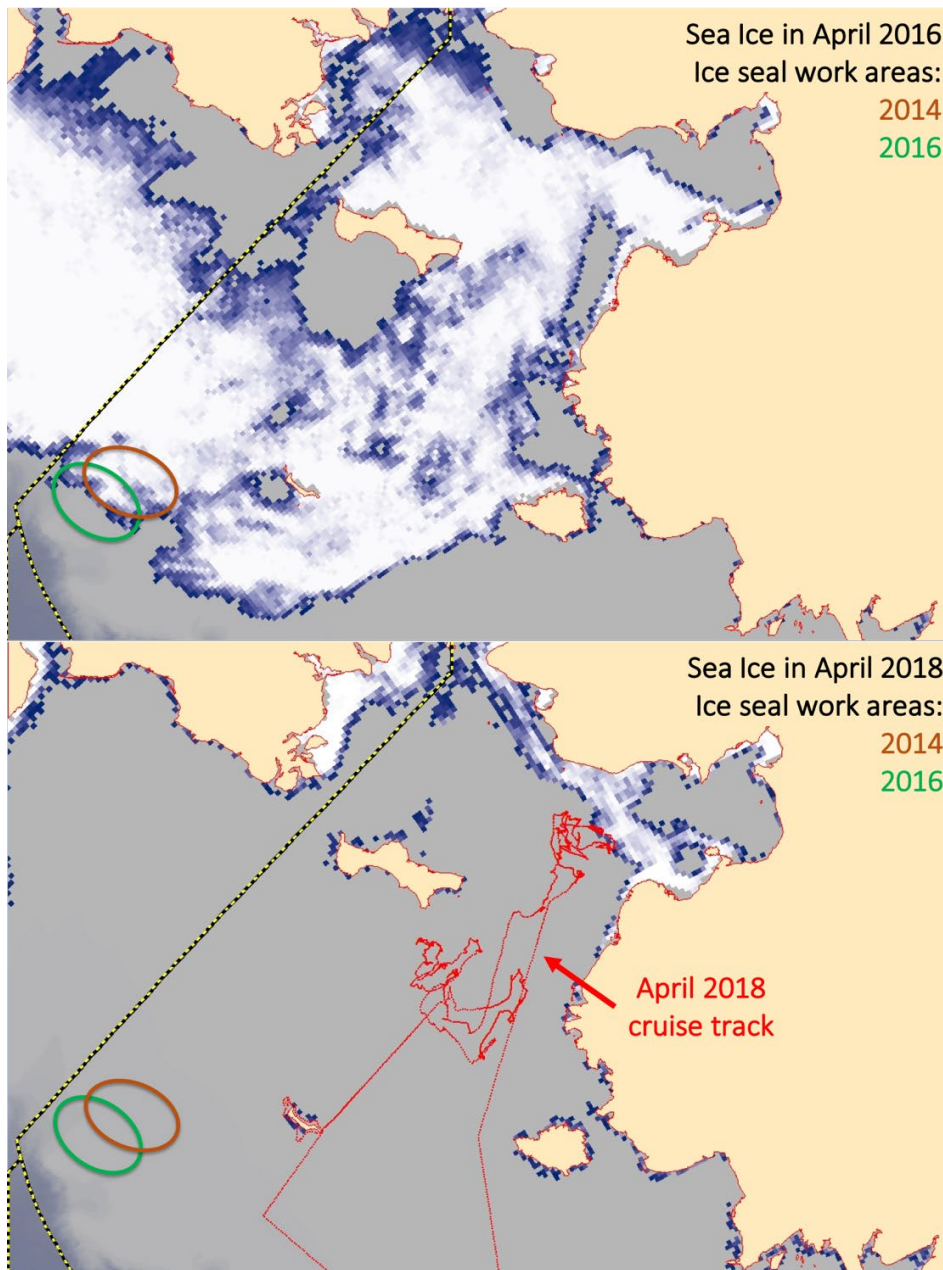 Sea Ice in April 2016
Ice seal work areas:
2014
2016
Sea Ice in April 2018
Ice seal work areas:
2014
2016
April 2018
cruise track